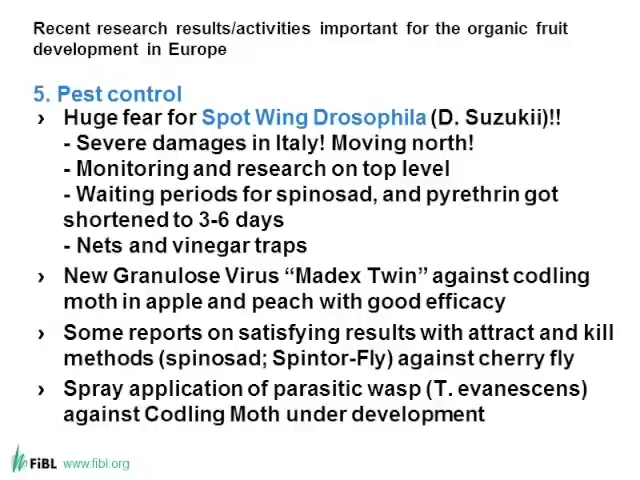 Recent research results/activities important for the organic fruit
development in Europe
5. Pest control
› Huge fear for Spot Wing Drosophila (D. Suzukii)!!
- Severe damages in Italy! Moving north!
- Monitoring and research on top level
- Waiting periods for spinosad, and pyrethrin got
shortened to 3-6 days
- Nets and vinegar traps
› New Granulose Virus “Madex Twin” against codling
moth in apple and peach with good efficacy
› Some reports on satisfying results with attract and kill
methods (spinosad; Spintor-Fly) against cherry fly
› Spray application of parasitic wasp (T. evanescens)
against Codling Moth under development
FiBL www.fibl.org